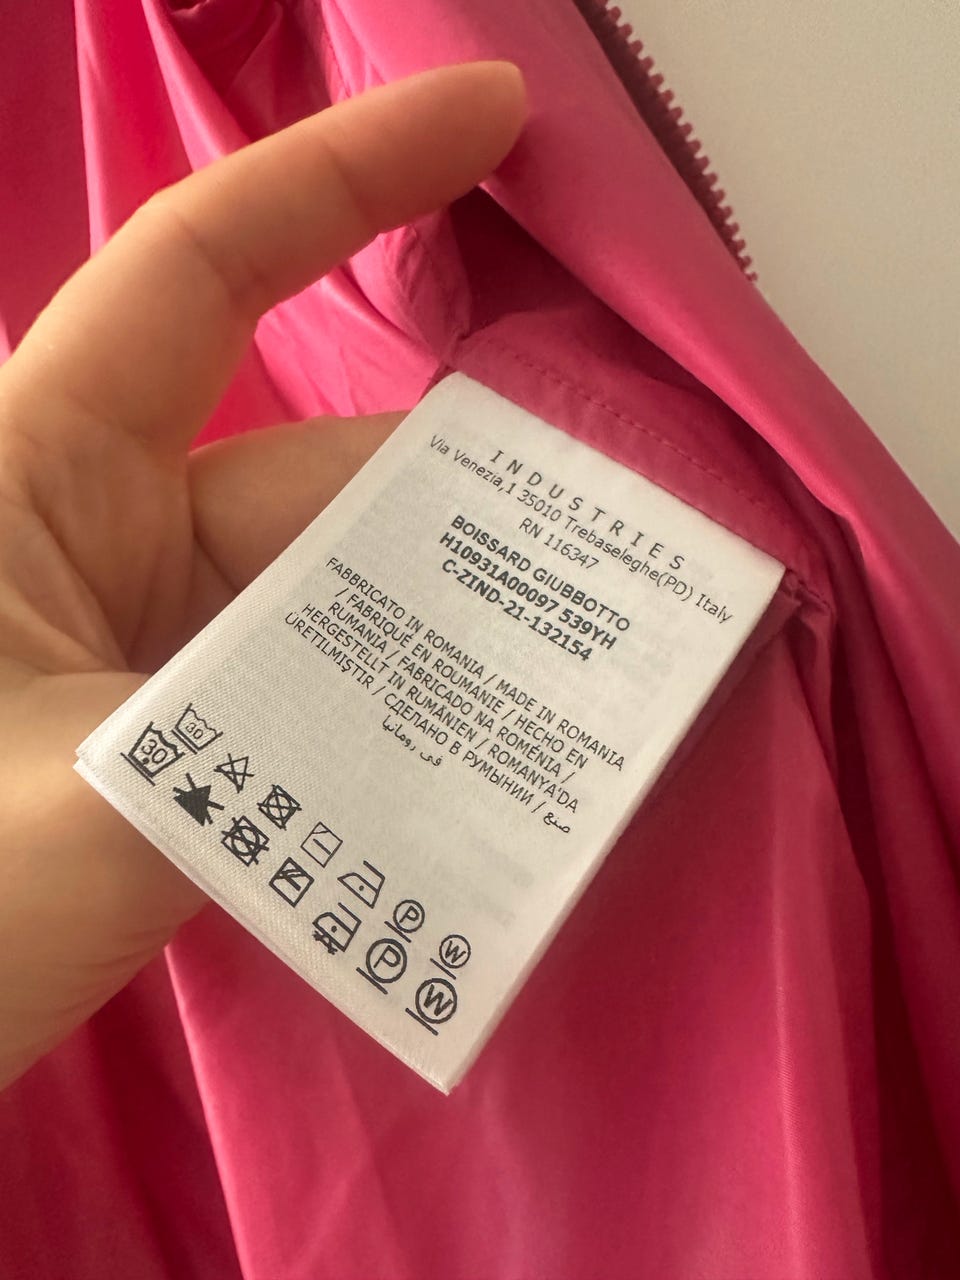 INDUSTRIES
Via Venezia,1 35010 Trebaseleghe(PD) Italy
RN 116347
BOISSARD GIUBBOTTO
H10931A00097 539YH
C-ZIND-21-132154
FABBRICATO IN ROMANIA / MADE IN ROMANIA
/ FABRIQUÉ EN ROUMANIE / HECHO EN
RUMANIA / FABRICADO NA ROMÉNIA /
HERGESTELLT IN RUMÄNIEN / ROMANYA'DA
ÜRETILMIŞTIR / СДЕЛАНО В РУМЫНИИ / صنع
في رومانيا
30
30
P
W
P
W